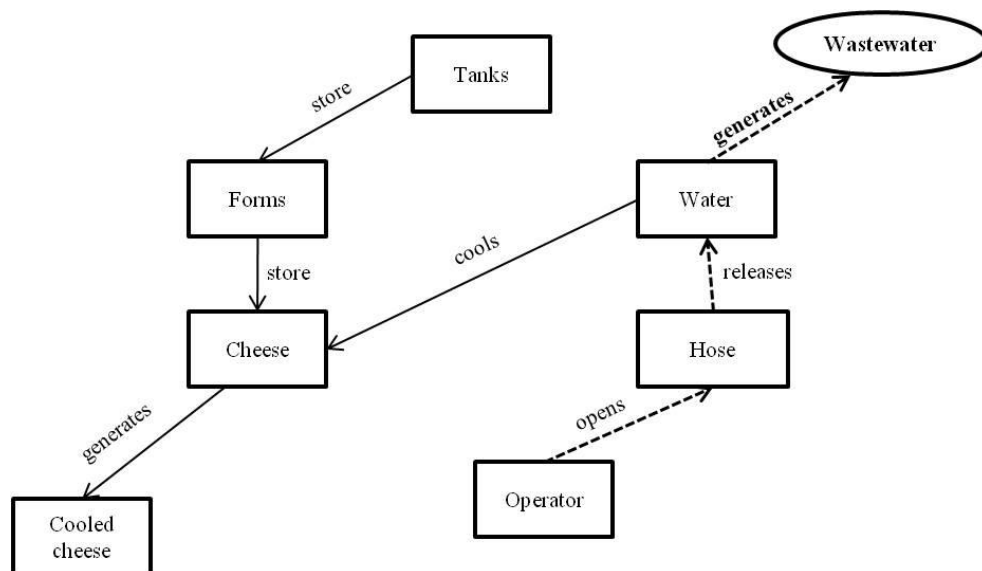 Wastewater
Tanks
store
generates
Forms
Water
cools
store
releases
Cheese
Hose
generates
opens
Operator
Cooled
cheese